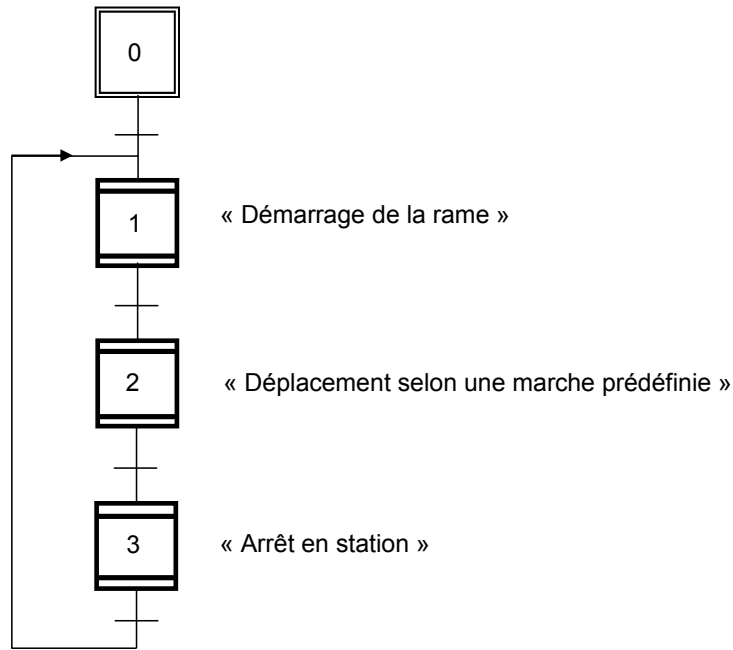 0
1
« Démarrage de la rame »
2
« Déplacement selon une marche prédéfinie »
3
« Arrêt en station »